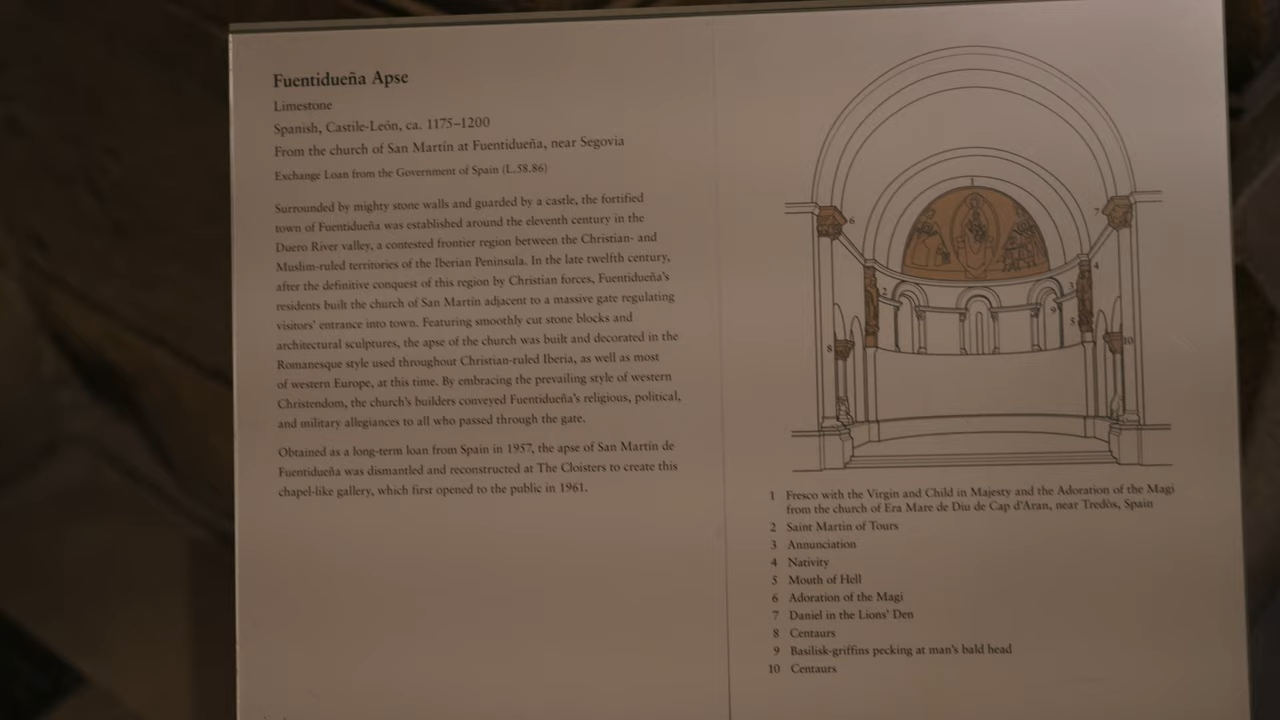 Fuentidueña Apse
Limestone
Spanish, Castile-León, ca. 1175–1200
From the church of San Martín at Fuentidueña, near Segovia
Exchange Loan from the Government of Spain (L.58.86)
Surrounded by mighty stone walls and guarded by a castle, the fortified
town of Fuentidueña was established around the eleventh century in the
Duero River valley, a contested frontier region between the Christian- and
Muslim-ruled territories of the Iberian Peninsula. In the late twelfth century,
after the definitive conquest of this region by Christian forces, Fuentidueña's
residents built the church of San Martín adjacent to a massive gate regulating
visitors' entrance into town. Featuring smoothly cut stone blocks and
architectural sculptures, the apse of the church was built and decorated in the
Romanesque style used throughout Christian-ruled Iberia, as well as most
of western Europe, at this time. By embracing the prevailing style of western
Christendom, the church's builders conveyed Fuentidueña's religious, political,
and military allegiances to all who passed through the gate.
Obtained as a long-term loan from Spain in 1957, the apse of San Martín de
Fuentidueña was dismantled and reconstructed at The Cloisters to create this
chapel-like gallery, which first opened to the public in 1961.
1
6
7
2
3
4
9
5
8
10
1 Fresco with the Virgin and Child in Majesty and the Adoration of the Magi
from the church of Era Mare de Diu de Cap d'Aran, near Tredòs, Spain
2 Saint Martin of Tours
3 Annunciation
4 Nativity
5 Mouth of Hell
6 Adoration of the Magi
7 Daniel in the Lions' Den
8 Centaurs
9 Basilisk-griffins pecking at man's bald head
10 Centaurs